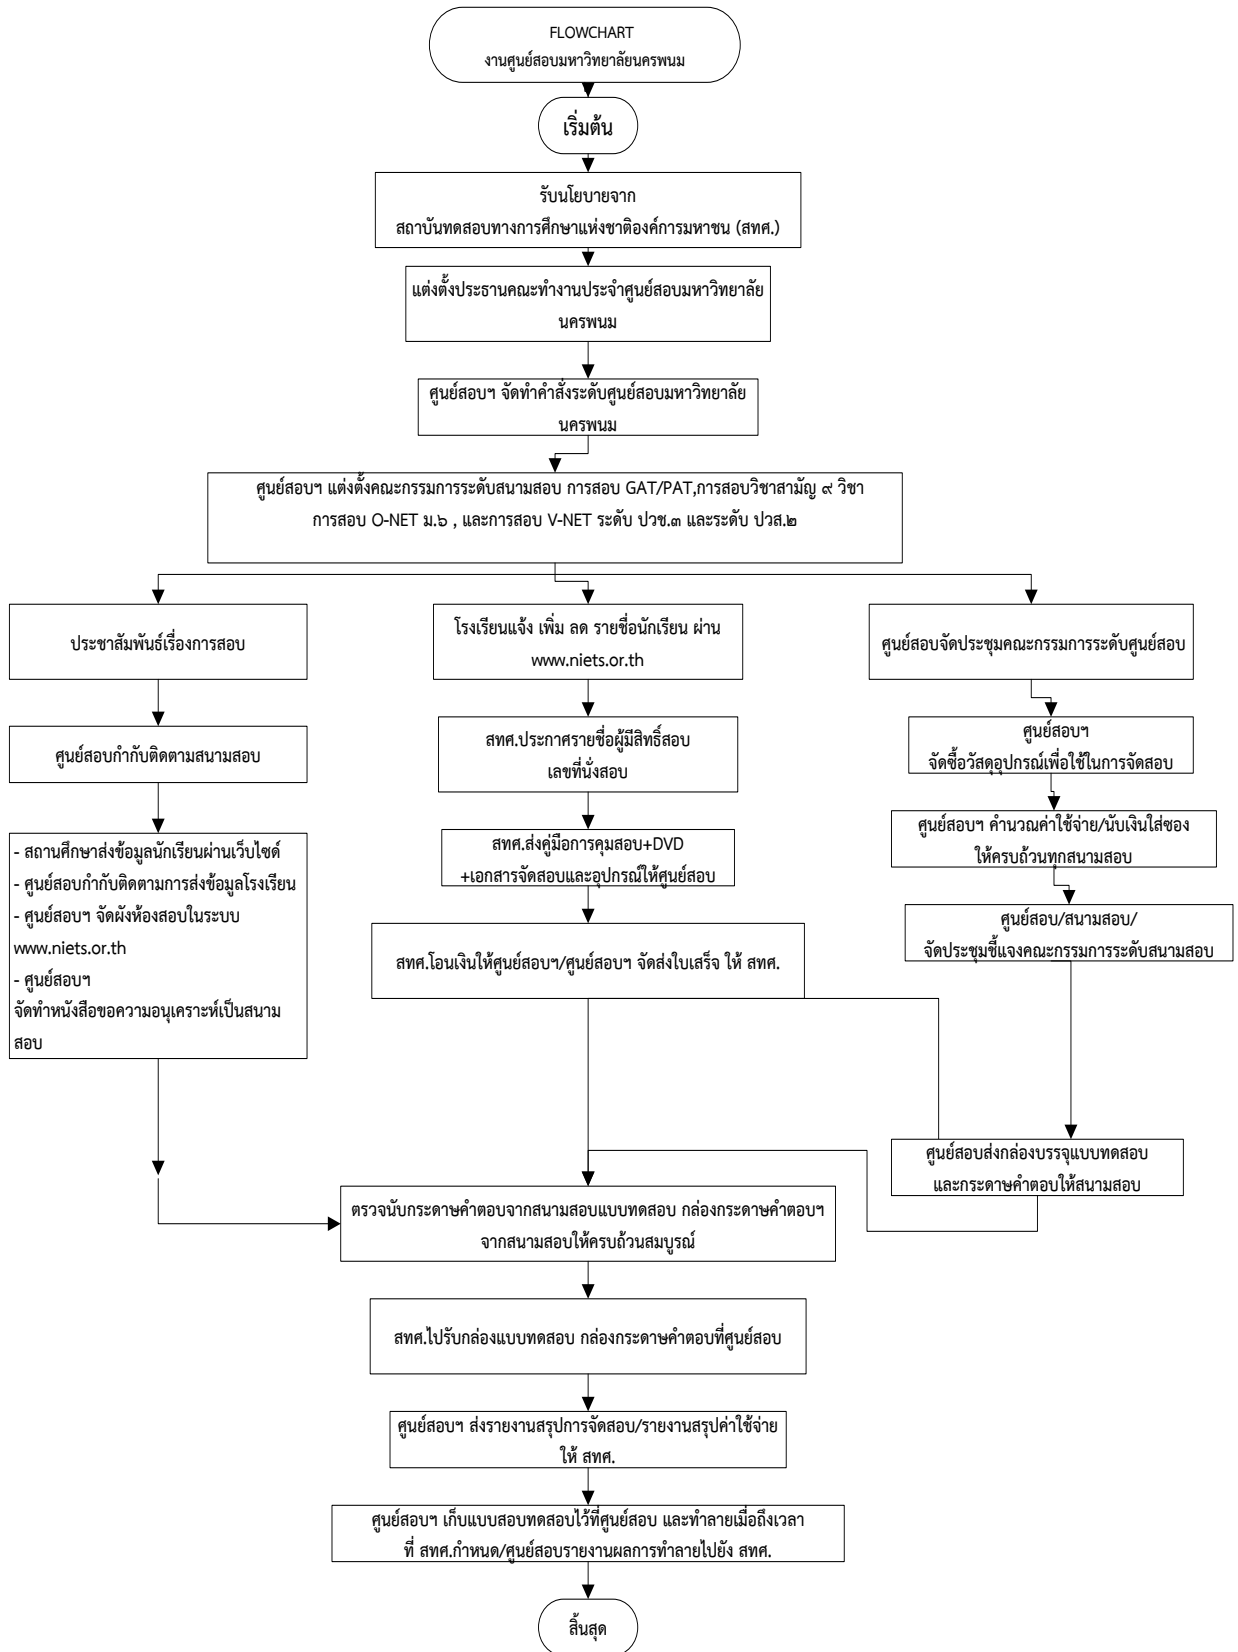 FLOWCHART
งานศูนย์สอบมหาวิทยาลัยนครพนม
เริ่มต้น
รับนโยบายจาก
สถาบันทดสอบทางการศึกษาแห่งชาติองค์การมหาชน (สทศ.)
แต่งตั้งประธานคณะทำงานประจำศูนย์สอบมหาวิทยาลัย
นครพนม
ศูนย์สอบฯ จัดทำคำสั่งระดับศูนย์สอบมหาวิทยาลัย
นครพนม
ศูนย์สอบฯ แต่งตั้งคณะกรรมการระดับสนามสอบ การสอบ GAT/PAT,การสอบวิชาสามัญ ๙ วิชา
การสอบ O-NET ม.๖ , และการสอบ V-NET ระดับ ปวช.๓ และระดับ ปวส.๒
ประชาสัมพันธ์เรื่องการสอบ
ศูนย์สอบกำกับติดตามสนามสอบ
- สถานศึกษาส่งข้อมูลนักเรียนผ่านเว็บไซด์
- ศูนย์สอบกำกับติดตามการส่งข้อมูลโรงเรียน
- ศูนย์สอบฯ จัดผังห้องสอบในระบบ
www.niets.or.th
- ศูนย์สอบฯ
จัดทำหนังสือขอความอนุเคราะห์เป็นสนาม
สอบ
โรงเรียนแจ้ง เพิ่ม ลด รายชื่อนักเรียน ผ่าน
www.niets.or.th
สทศ.ประกาศรายชื่อผู้มีสิทธิ์สอบ
เลขที่นั่งสอบ
สทศ.ส่งคู่มือการคุมสอบ+DVD
+เอกสารจัดสอบและอุปกรณ์ให้ศูนย์สอบ
สทศ.โอนเงินให้ศูนย์สอบฯ/ศูนย์สอบฯ จัดส่งใบเสร็จ ให้ สทศ.
ศูนย์สอบจัดประชุมคณะกรรมการระดับศูนย์สอบ
ศูนย์สอบฯ
จัดซื้อวัสดุอุปกรณ์เพื่อใช้ในการจัดสอบ
ศูนย์สอบฯ คำนวณค่าใช้จ่าย/นับเงินใส่ซอง
ให้ครบถ้วนทุกสนามสอบ
ศูนย์สอบ/สนามสอบ/
จัดประชุมชี้แจงคณะกรรมการระดับสนามสอบ
ศูนย์สอบส่งกล่องบรรจุแบบทดสอบ
และกระดาษคำตอบให้สนามสอบ
ตรวจนับกระดาษคำตอบจากสนามสอบแบบทดสอบ กล่องกระดาษคำตอบฯ
จากสนามสอบให้ครบถ้วนสมบูรณ์
สทศ.ไปรับกล่องแบบทดสอบ กล่องกระดาษคำตอบที่ศูนย์สอบ
ศูนย์สอบฯ ส่งรายงานสรุปการจัดสอบ/รายงานสรุปค่าใช้จ่าย
ให้ สทศ.
ศูนย์สอบฯ เก็บแบบสอบทดสอบไว้ที่ศูนย์สอบ และทำลายเมื่อถึงเวลา
ที่ สทศ.กำหนด/ศูนย์สอบรายงานผลการทำลายไปยัง สทศ.
สิ้นสุด